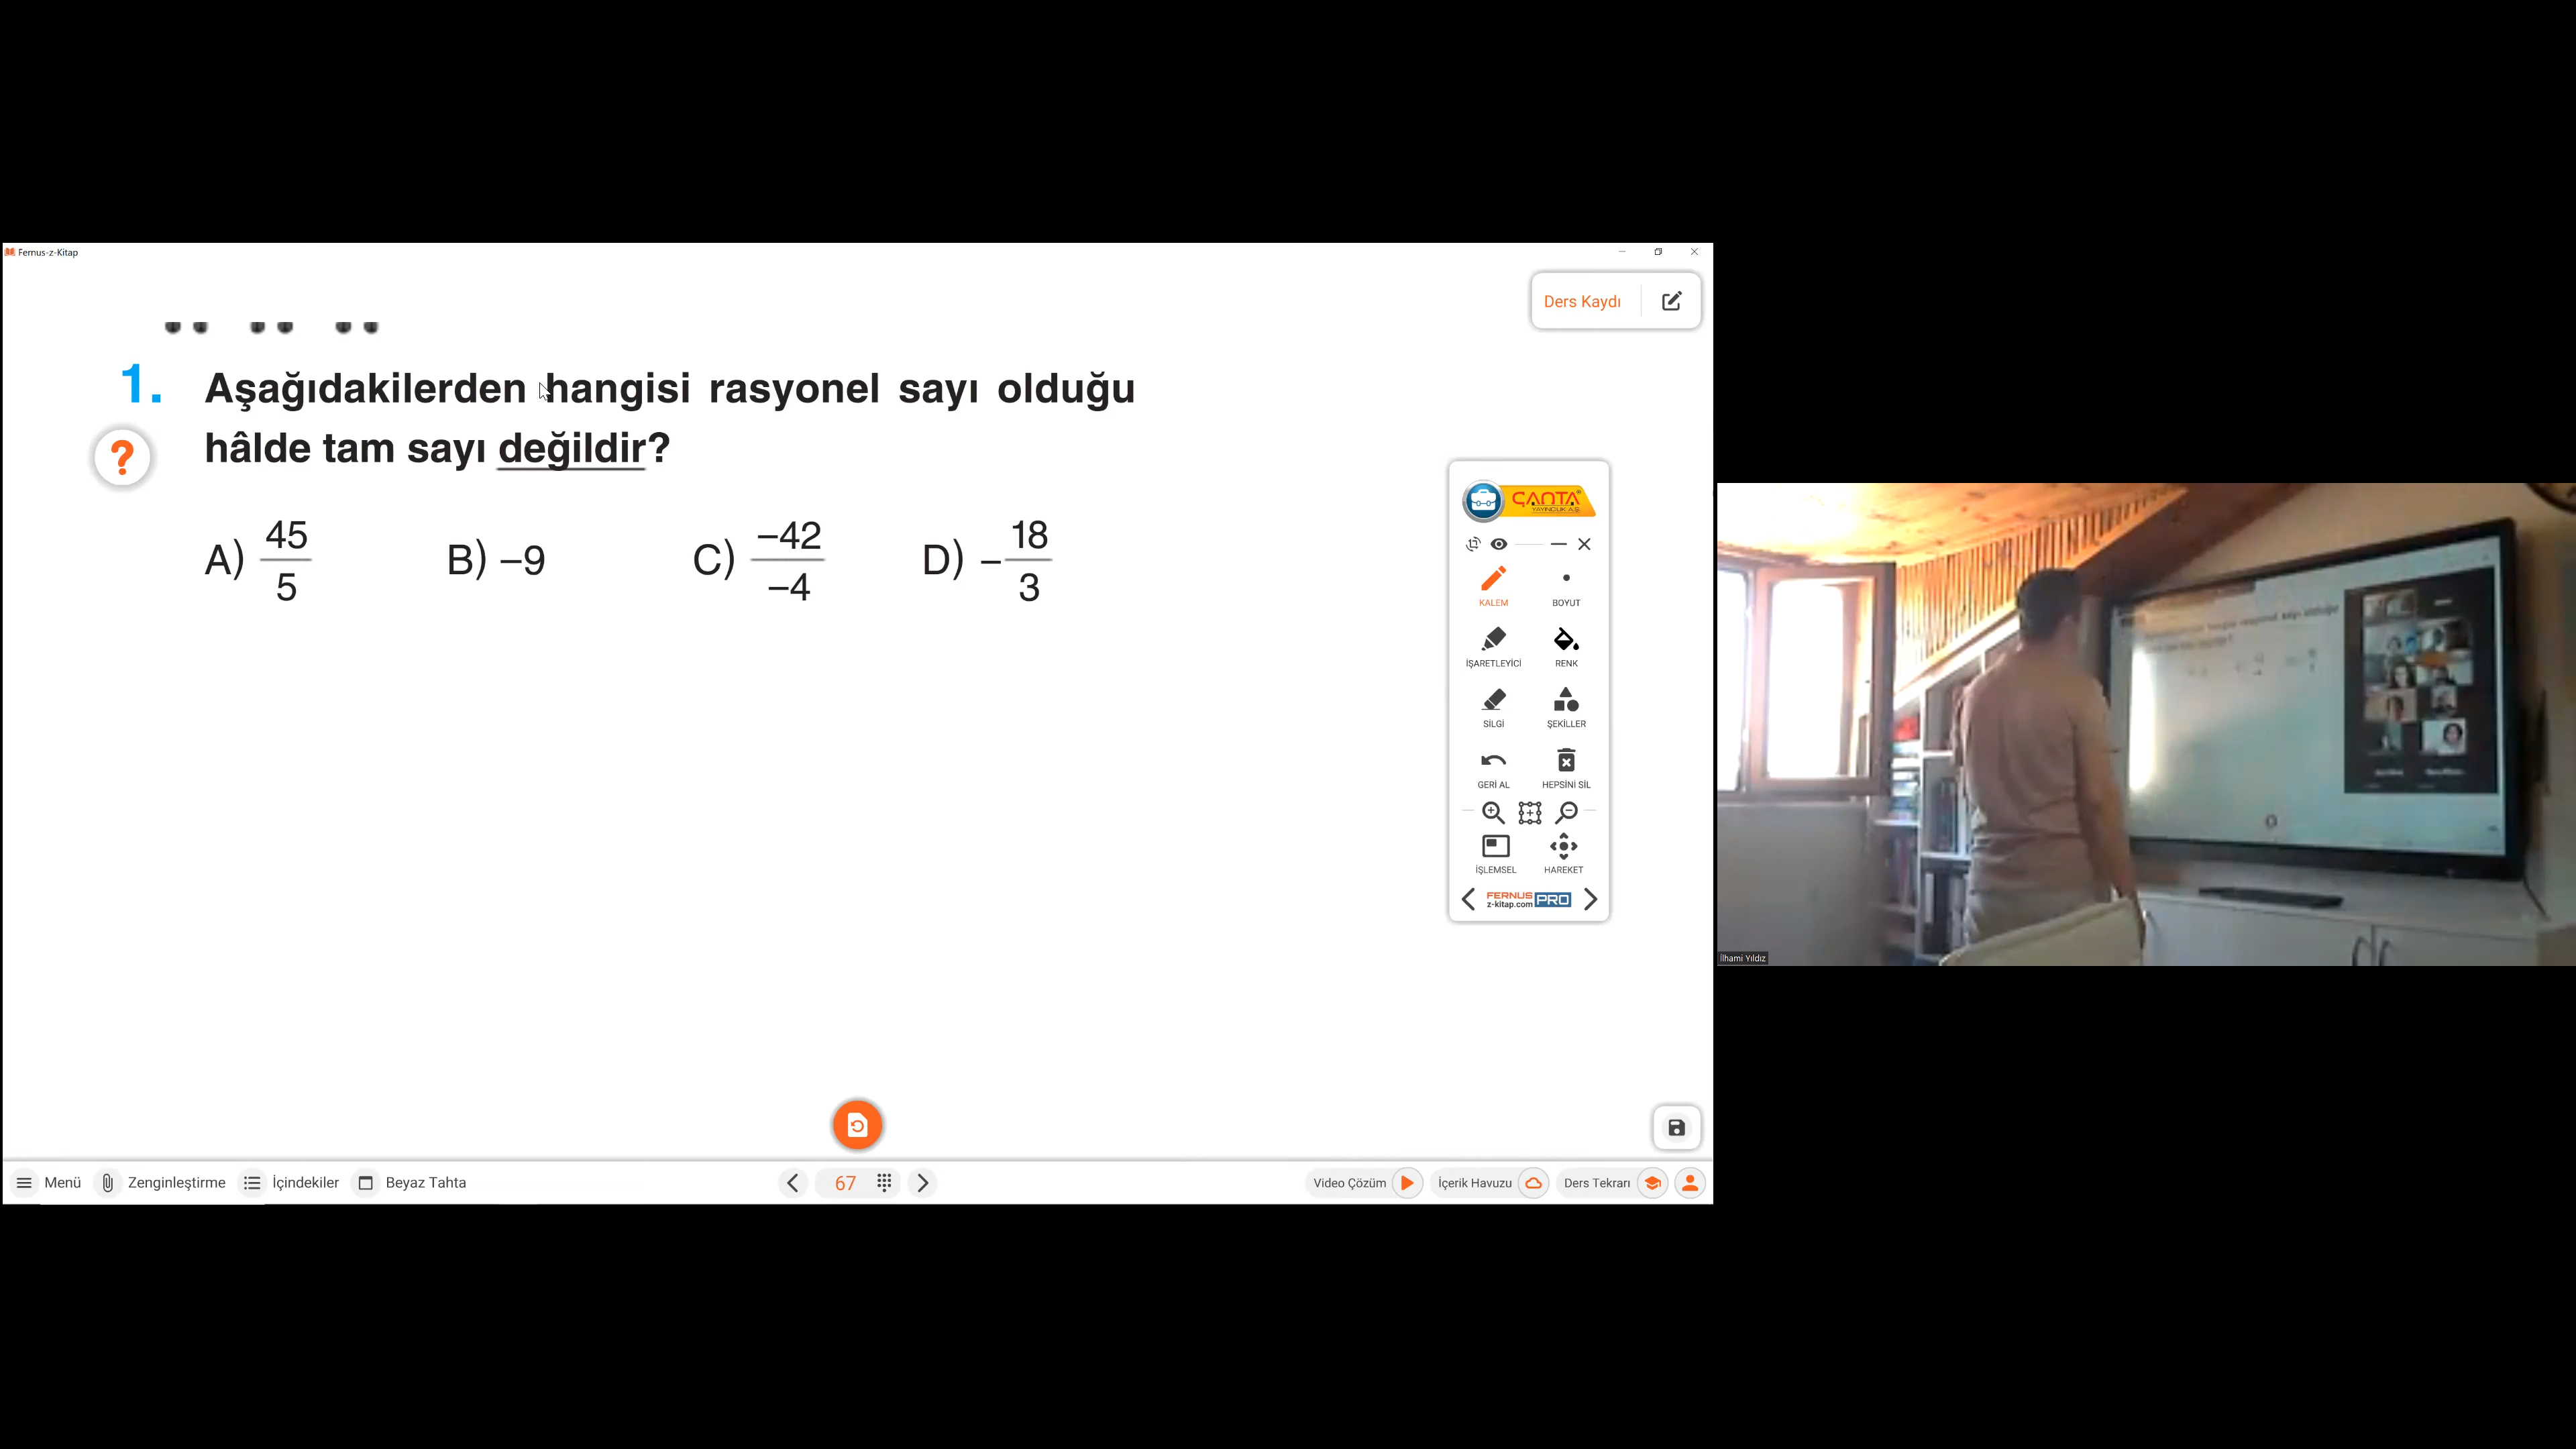 Fernus-z-Kitap
Ders Kaydı
1. Aşağıdakilerden hangisi rasyonel sayı olduğu
hâlde tam sayı değildir?
A) 45/5 B) –9 C) –42/–4 D) –18/3
ÇANTA
YAYINCILIK A.Ş.
KALEM BOYUT
İŞARETLEYİCİ RENK
SİLGİ ŞEKİLLER
GERİ AL HEPSİNİ SİL
İŞLEMSEL HAREKET
FERNUS
z-kitap.com PRO
İlhami Yıldız
Menü Zenginleştirme İçindekiler Beyaz Tahta 67 Video Çözüm İçerik Havuzu Ders Tekrarı